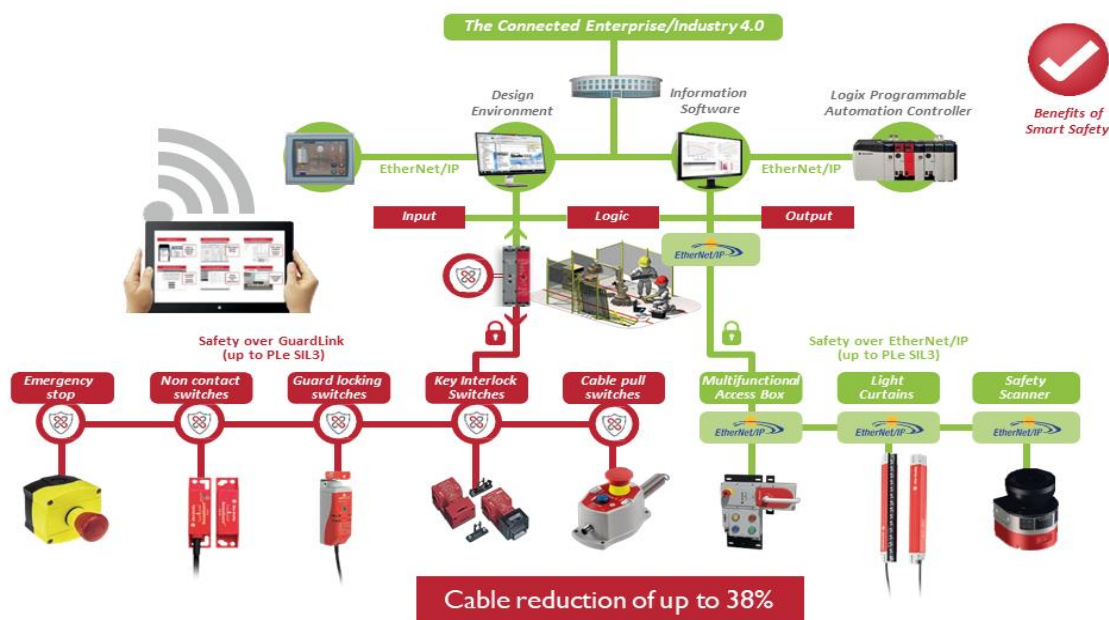 The Connected Enterprise/Industry 4.0
Design
Environment
Information
Software
Logix Programmable
Automation Controller
Benefits of
Smart Safety
EtherNet/IP
EtherNet/IP
Input
Logic
Output
EtherNet/IP
Safety over GuardLink
(up to PLe SIL3)
Safety over EtherNet/IP
(up to PLe SIL3)
Emergency
stop
Non contact
switches
Guard locking
switches
Key Interlock
Switches
Cable pull
switches
Multifunctional
Access Box
Light
Curtains
Safety
Scanner
EtherNet/IP
EtherNet/IP
EtherNet/IP
Cable reduction of up to 38%